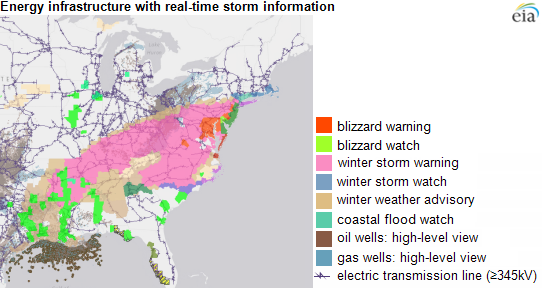 Energy infrastructure with real-time storm information
eia
blizzard warning
blizzard watch
winter storm warning
winter storm watch
winter weather advisory
coastal flood watch
oil wells: high-level view
gas wells: high-level view
electric transmission line (≥345kV)